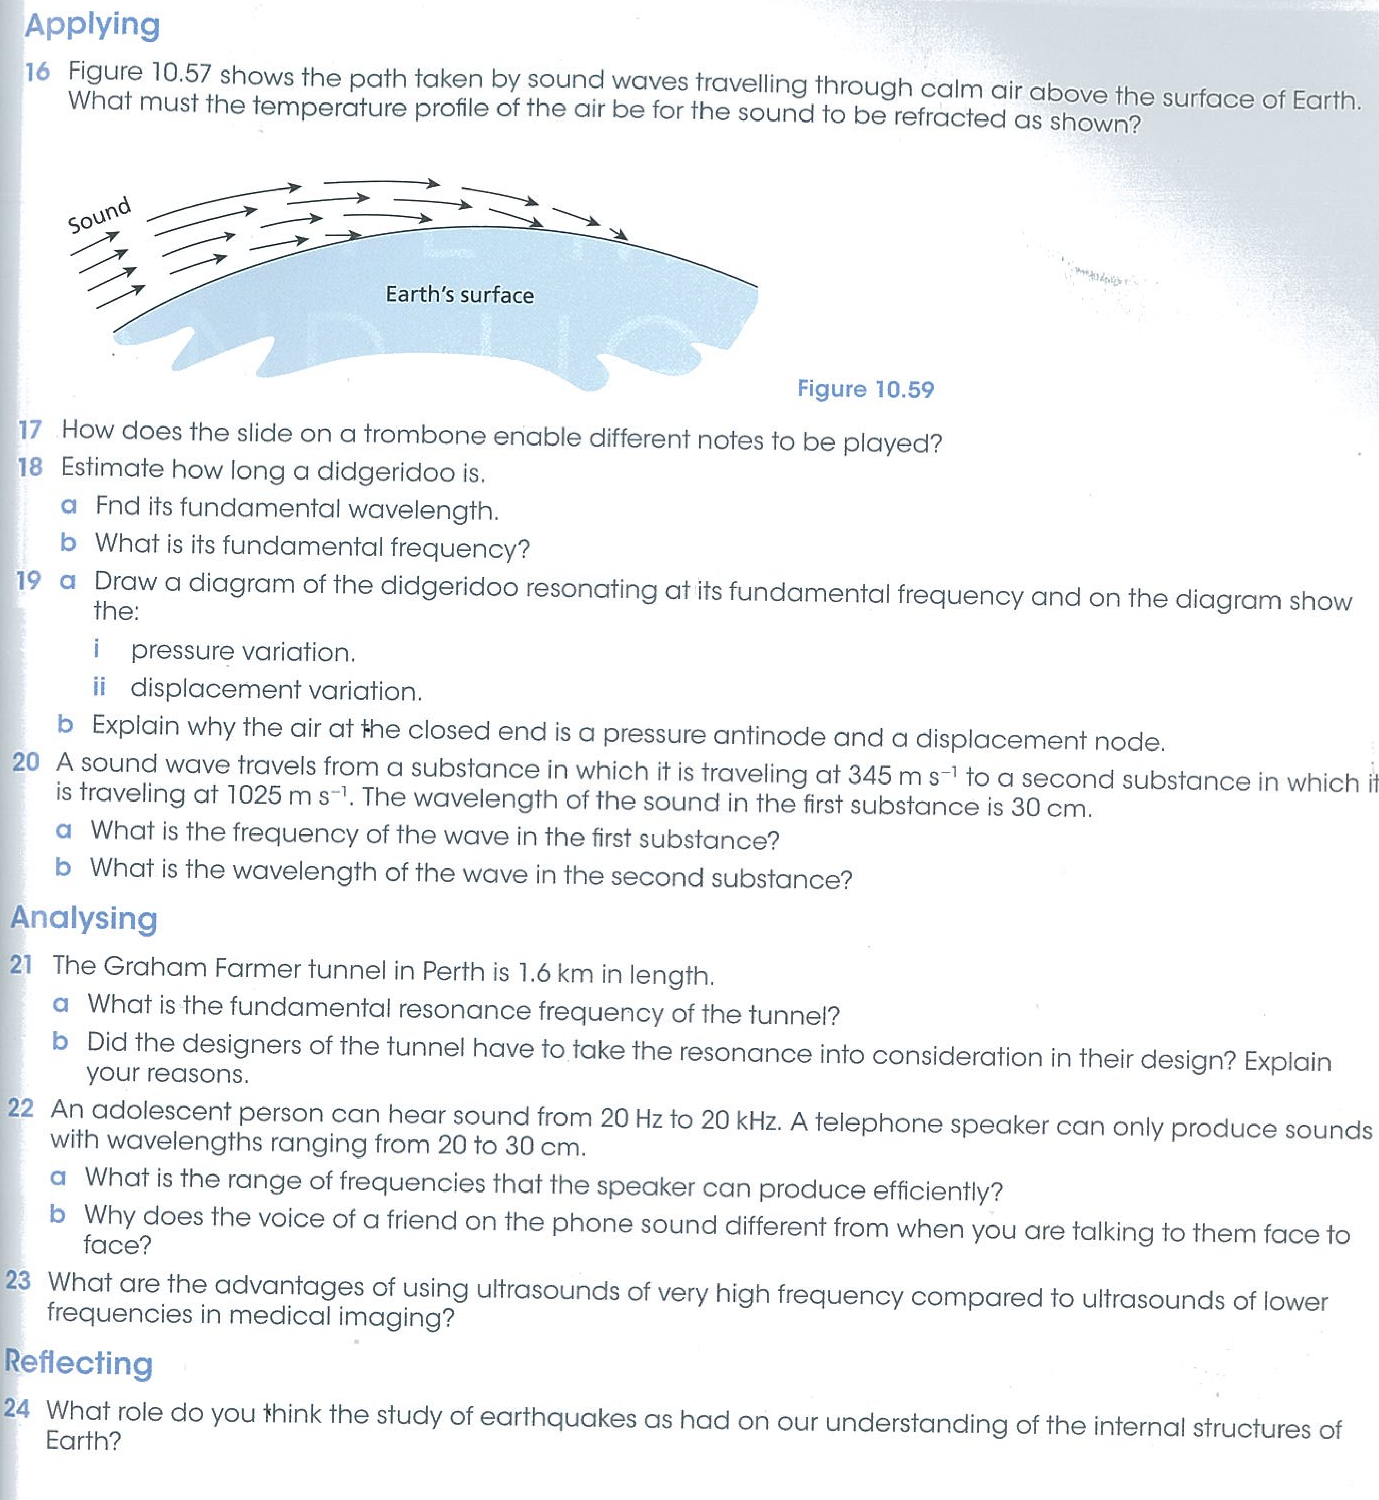 Applying
16 Figure 10.57 shows the path taken by sound waves travelling through calm air above the surface of Earth.
What must the temperature profile of the air be for the sound to be refracted as shown?
Sound
Earth's surface
Figure 10.59
17 How does the slide on a trombone enable different notes to be played?
18 Estimate how long a didgeridoo is.
a Fnd its fundamental wavelength.
b What is its fundamental frequency?
19 a Draw a diagram of the didgeridoo resonating at its fundamental frequency and on the diagram show
the:
i pressure variation.
ii displacement variation.
b Explain why the air at the closed end is a pressure antinode and a displacement node.
20 A sound wave travels from a substance in which it is traveling at 345 m s⁻¹ to a second substance in which it
is traveling at 1025 m s⁻¹. The wavelength of the sound in the first substance is 30 cm.
a What is the frequency of the wave in the first substance?
b What is the wavelength of the wave in the second substance?
Analysing
21 The Graham Farmer tunnel in Perth is 1.6 km in length.
a What is the fundamental resonance frequency of the tunnel?
b Did the designers of the tunnel have to take the resonance into consideration in their design? Explain
your reasons.
22 An adolescent person can hear sound from 20 Hz to 20 kHz. A telephone speaker can only produce sounds
with wavelengths ranging from 20 to 30 cm.
a What is the range of frequencies that the speaker can produce efficiently?
b Why does the voice of a friend on the phone sound different from when you are talking to them face to
face?
23 What are the advantages of using ultrasounds of very high frequency compared to ultrasounds of lower
frequencies in medical imaging?
Reflecting
24 What role do you think the study of earthquakes as had on our understanding of the internal structures of
Earth?